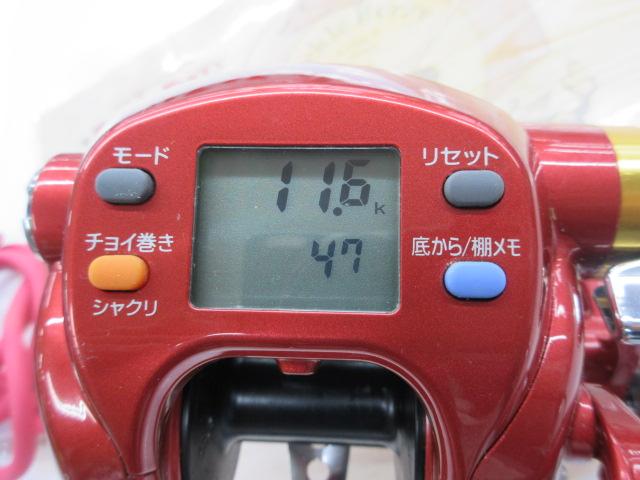 モード
リセット
11.6 K
チョイ巻き
47
底から/棚メモ
シャクリ